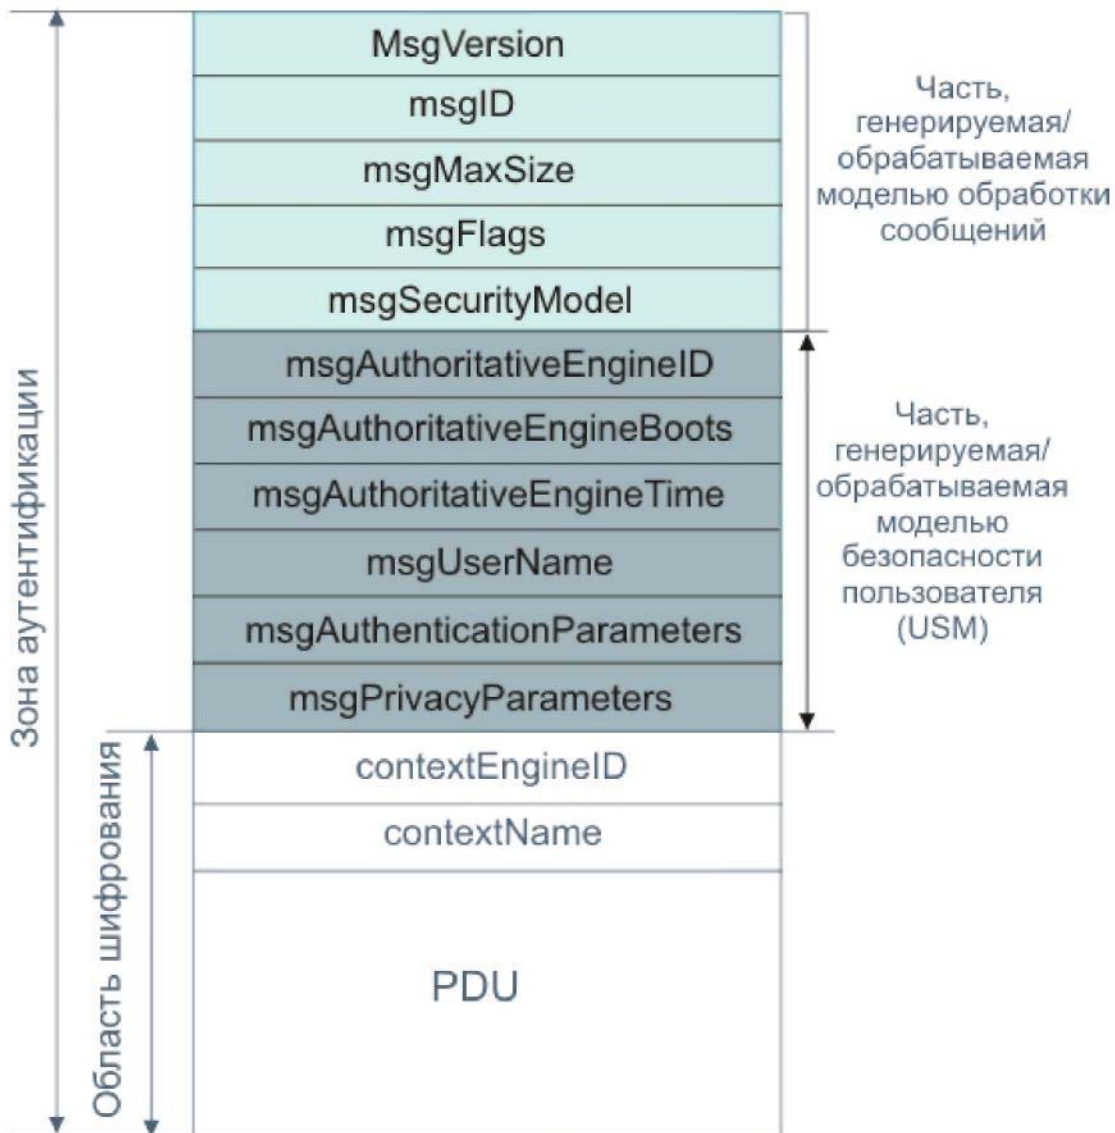 MsgVersion
msgID
msgMaxSize
msgFlags
msgSecurityModel
msgAuthoritativeEngineID
msgAuthoritativeEngineBoots
msgAuthoritativeEngineTime
msgUserName
msgAuthenticationParameters
msgPrivacyParameters
contextEngineID
contextName
PDU
Часть,
генерируемая/
обрабатываемая
моделью обработки
сообщений
Часть,
генерируемая/
обрабатываемая
моделью
безопасности
пользователя
(USM)
Зона аутентификации
Область шифрования